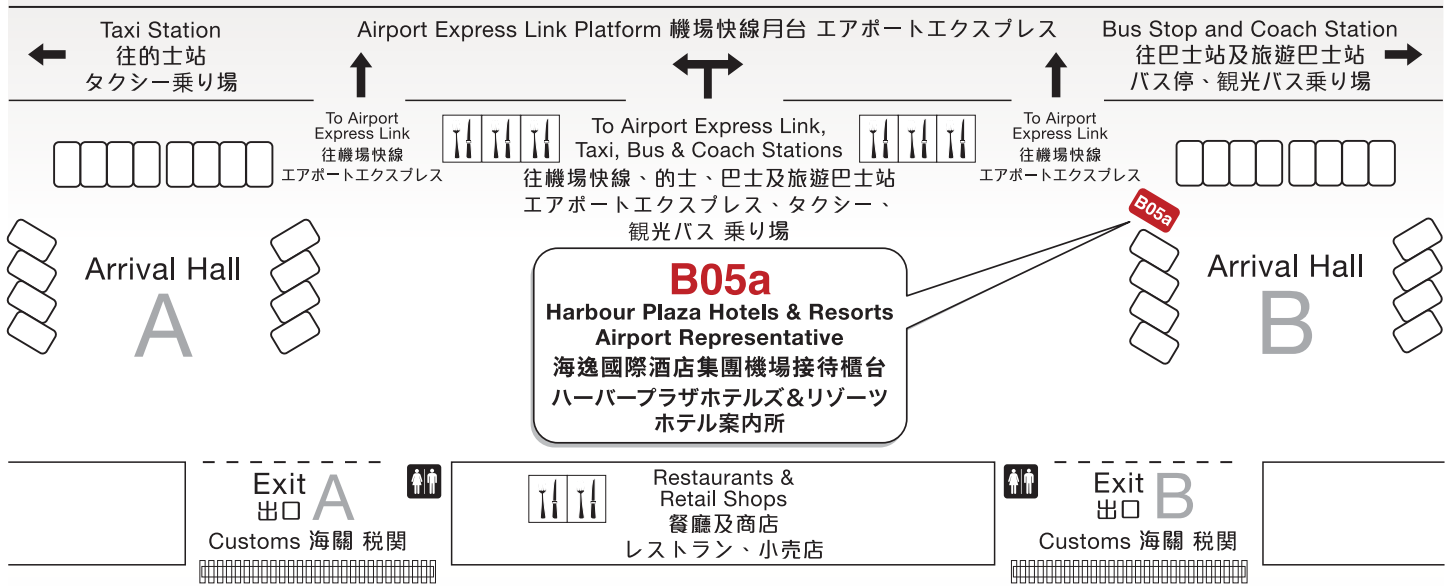 Taxi Station
往的士站
タクシー乗り場
Airport Express Link Platform 機場快線月台 エアポートエクスプレス
Bus Stop and Coach Station
往巴士站及旅遊巴士站
バス停、観光バス乗り場
To Airport
Express Link
往機場快線
エアポートエクスプレス
To Airport Express Link,
Taxi, Bus & Coach Stations
往機場快線、的士、巴士及旅遊巴士站
エアポートエクスプレス、タクシー、
観光バス 乗り場
To Airport
Express Link
往機場快線
エアポートエクスプレス
B05a
Arrival Hall
A
B05a
Harbour Plaza Hotels & Resorts
Airport Representative
海逸國際酒店集團機場接待櫃台
ハーバープラザホテルズ&リゾーツ
ホテル案内所
Arrival Hall
B
Exit A
出口
Customs 海關 税関
Restaurants &
Retail Shops
餐廳及商店
レストラン、小売店
Exit B
出口
Customs 海關 税関